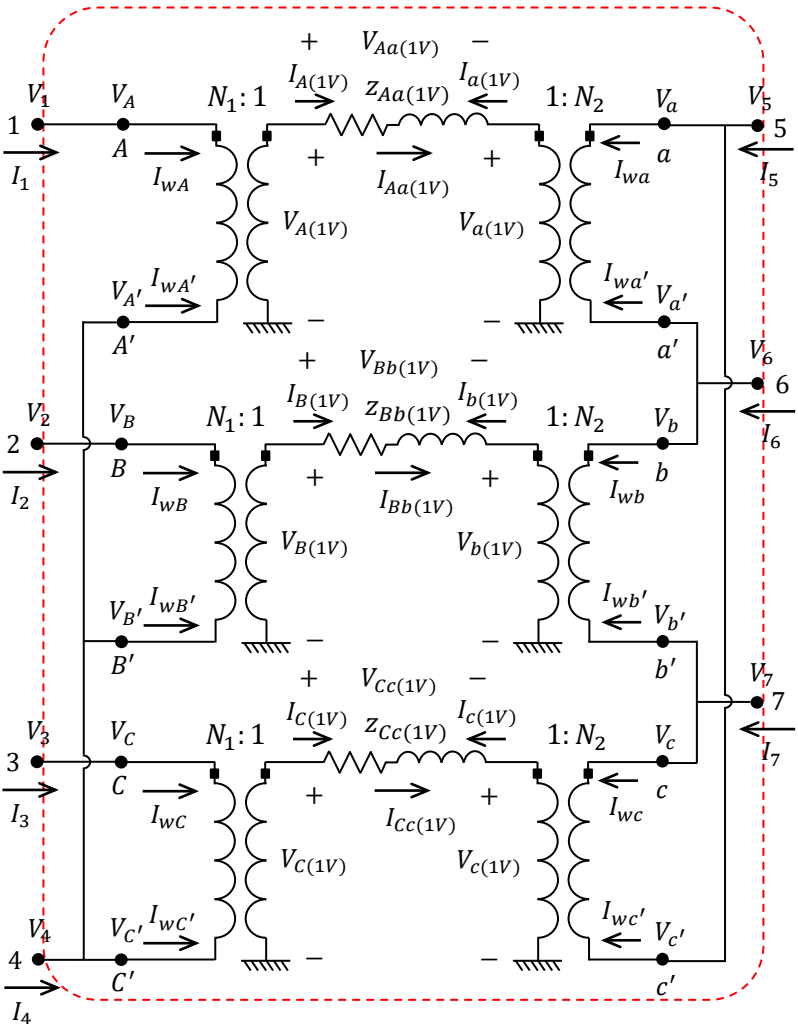 + V_{Aa(1V)} −
I_{A(1V)} I_{a(1V)}
V_1 V_A N_1: 1 z_{Aa(1V)} 1: N_2 V_a V_5
1 5
A I_{wA} + I_{Aa(1V)} + I_{wa} a
I_1 I_5
V_{A(1V)} V_{a(1V)}
V_{A′} I_{wA′} I_{wa′} V_{a′}
A′ − − a′
+ V_{Bb(1V)} − V_6
I_{B(1V)} I_{b(1V)} 6
V_2 V_B N_1: 1 z_{Bb(1V)} 1: N_2 V_b
2 I_6
B I_{wB} + I_{Bb(1V)} + I_{wb} b
I_2
V_{B(1V)} V_{b(1V)}
V_{B′} I_{wB′} I_{wb′} V_{b′}
B′ − − b′
+ V_{Cc(1V)} − V_7
I_{C(1V)} I_{c(1V)} 7
V_3 V_C N_1: 1 z_{Cc(1V)} 1: N_2 V_c
3 I_7
C I_{wC} + I_{Cc(1V)} + I_{wc} c
I_3
V_{C(1V)} V_{c(1V)}
V_4 V_{C′} I_{wC′} I_{wc′} V_{c′}
4 C′ − − c′
I_4